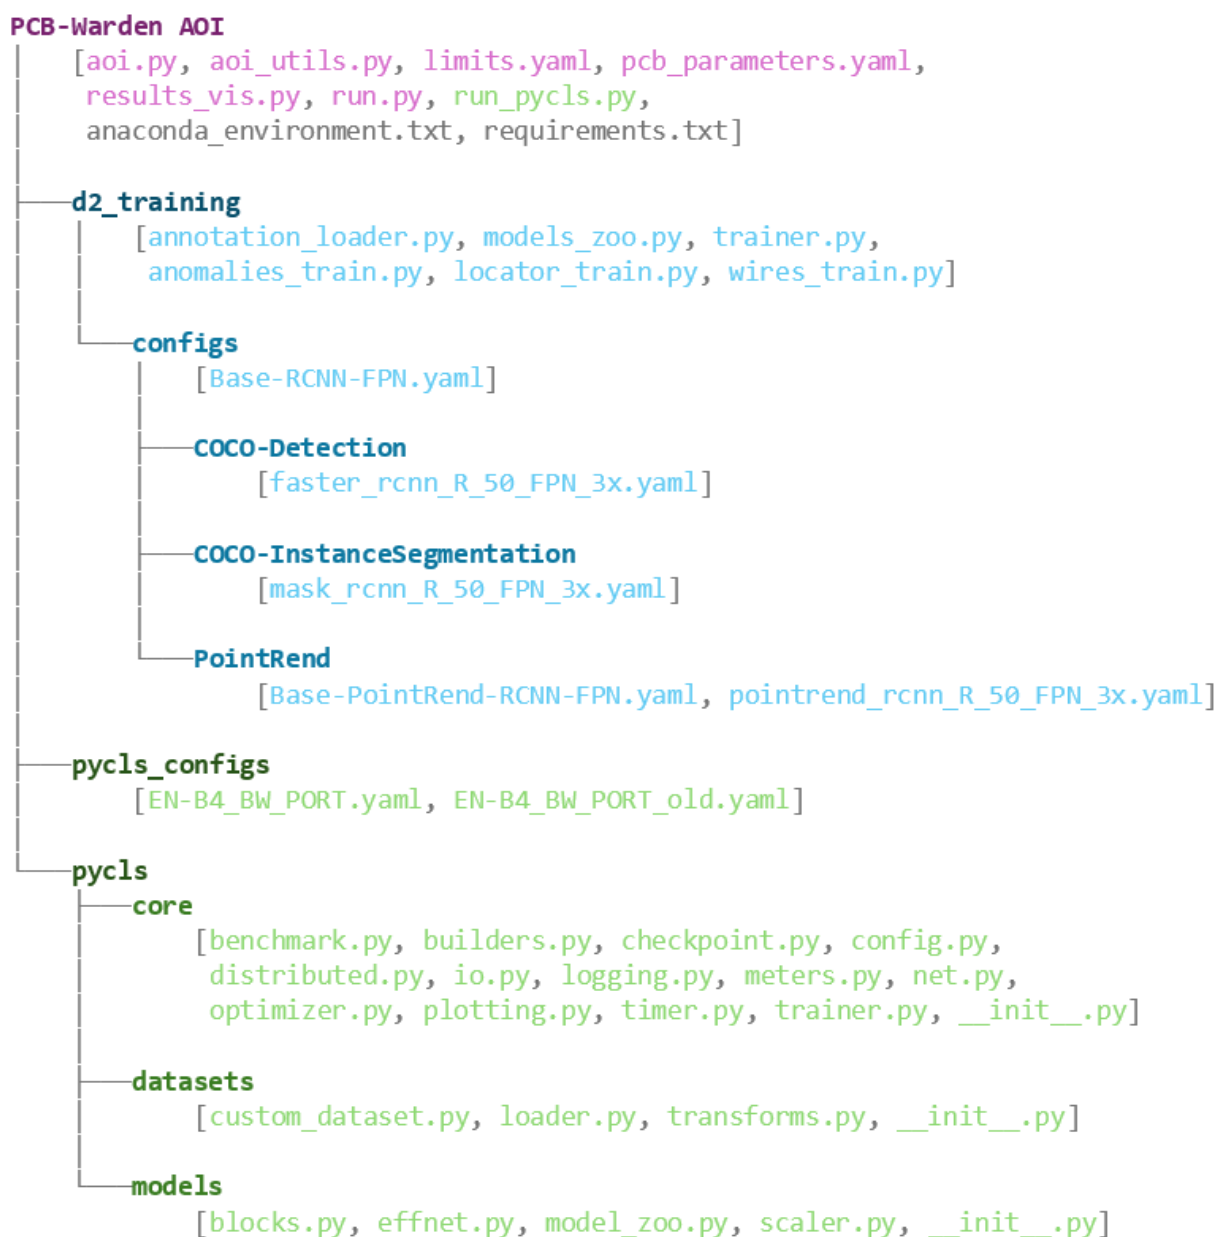 PCB-Warden AOI
[aoi.py, aoi_utils.py, limits.yaml, pcb_parameters.yaml,
results_vis.py, run.py, run_pycls.py,
anaconda_environment.txt, requirements.txt]
d2_training
[annotation_loader.py, models_zoo.py, trainer.py,
anomalies_train.py, locator_train.py, wires_train.py]
configs
[Base-RCNN-FPN.yaml]
COCO-Detection
[faster_rcnn_R_50_FPN_3x.yaml]
COCO-InstanceSegmentation
[mask_rcnn_R_50_FPN_3x.yaml]
PointRend
[Base-PointRend-RCNN-FPN.yaml, pointrend_rcnn_R_50_FPN_3x.yaml]
pycls_configs
[EN-B4_BW_PORT.yaml, EN-B4_BW_PORT_old.yaml]
pycls
core
[benchmark.py, builders.py, checkpoint.py, config.py,
distributed.py, io.py, logging.py, meters.py, net.py,
optimizer.py, plotting.py, timer.py, trainer.py, __init__.py]
datasets
[custom_dataset.py, loader.py, transforms.py, __init__.py]
models
[blocks.py, effnet.py, model_zoo.py, scaler.py, __init__.py]